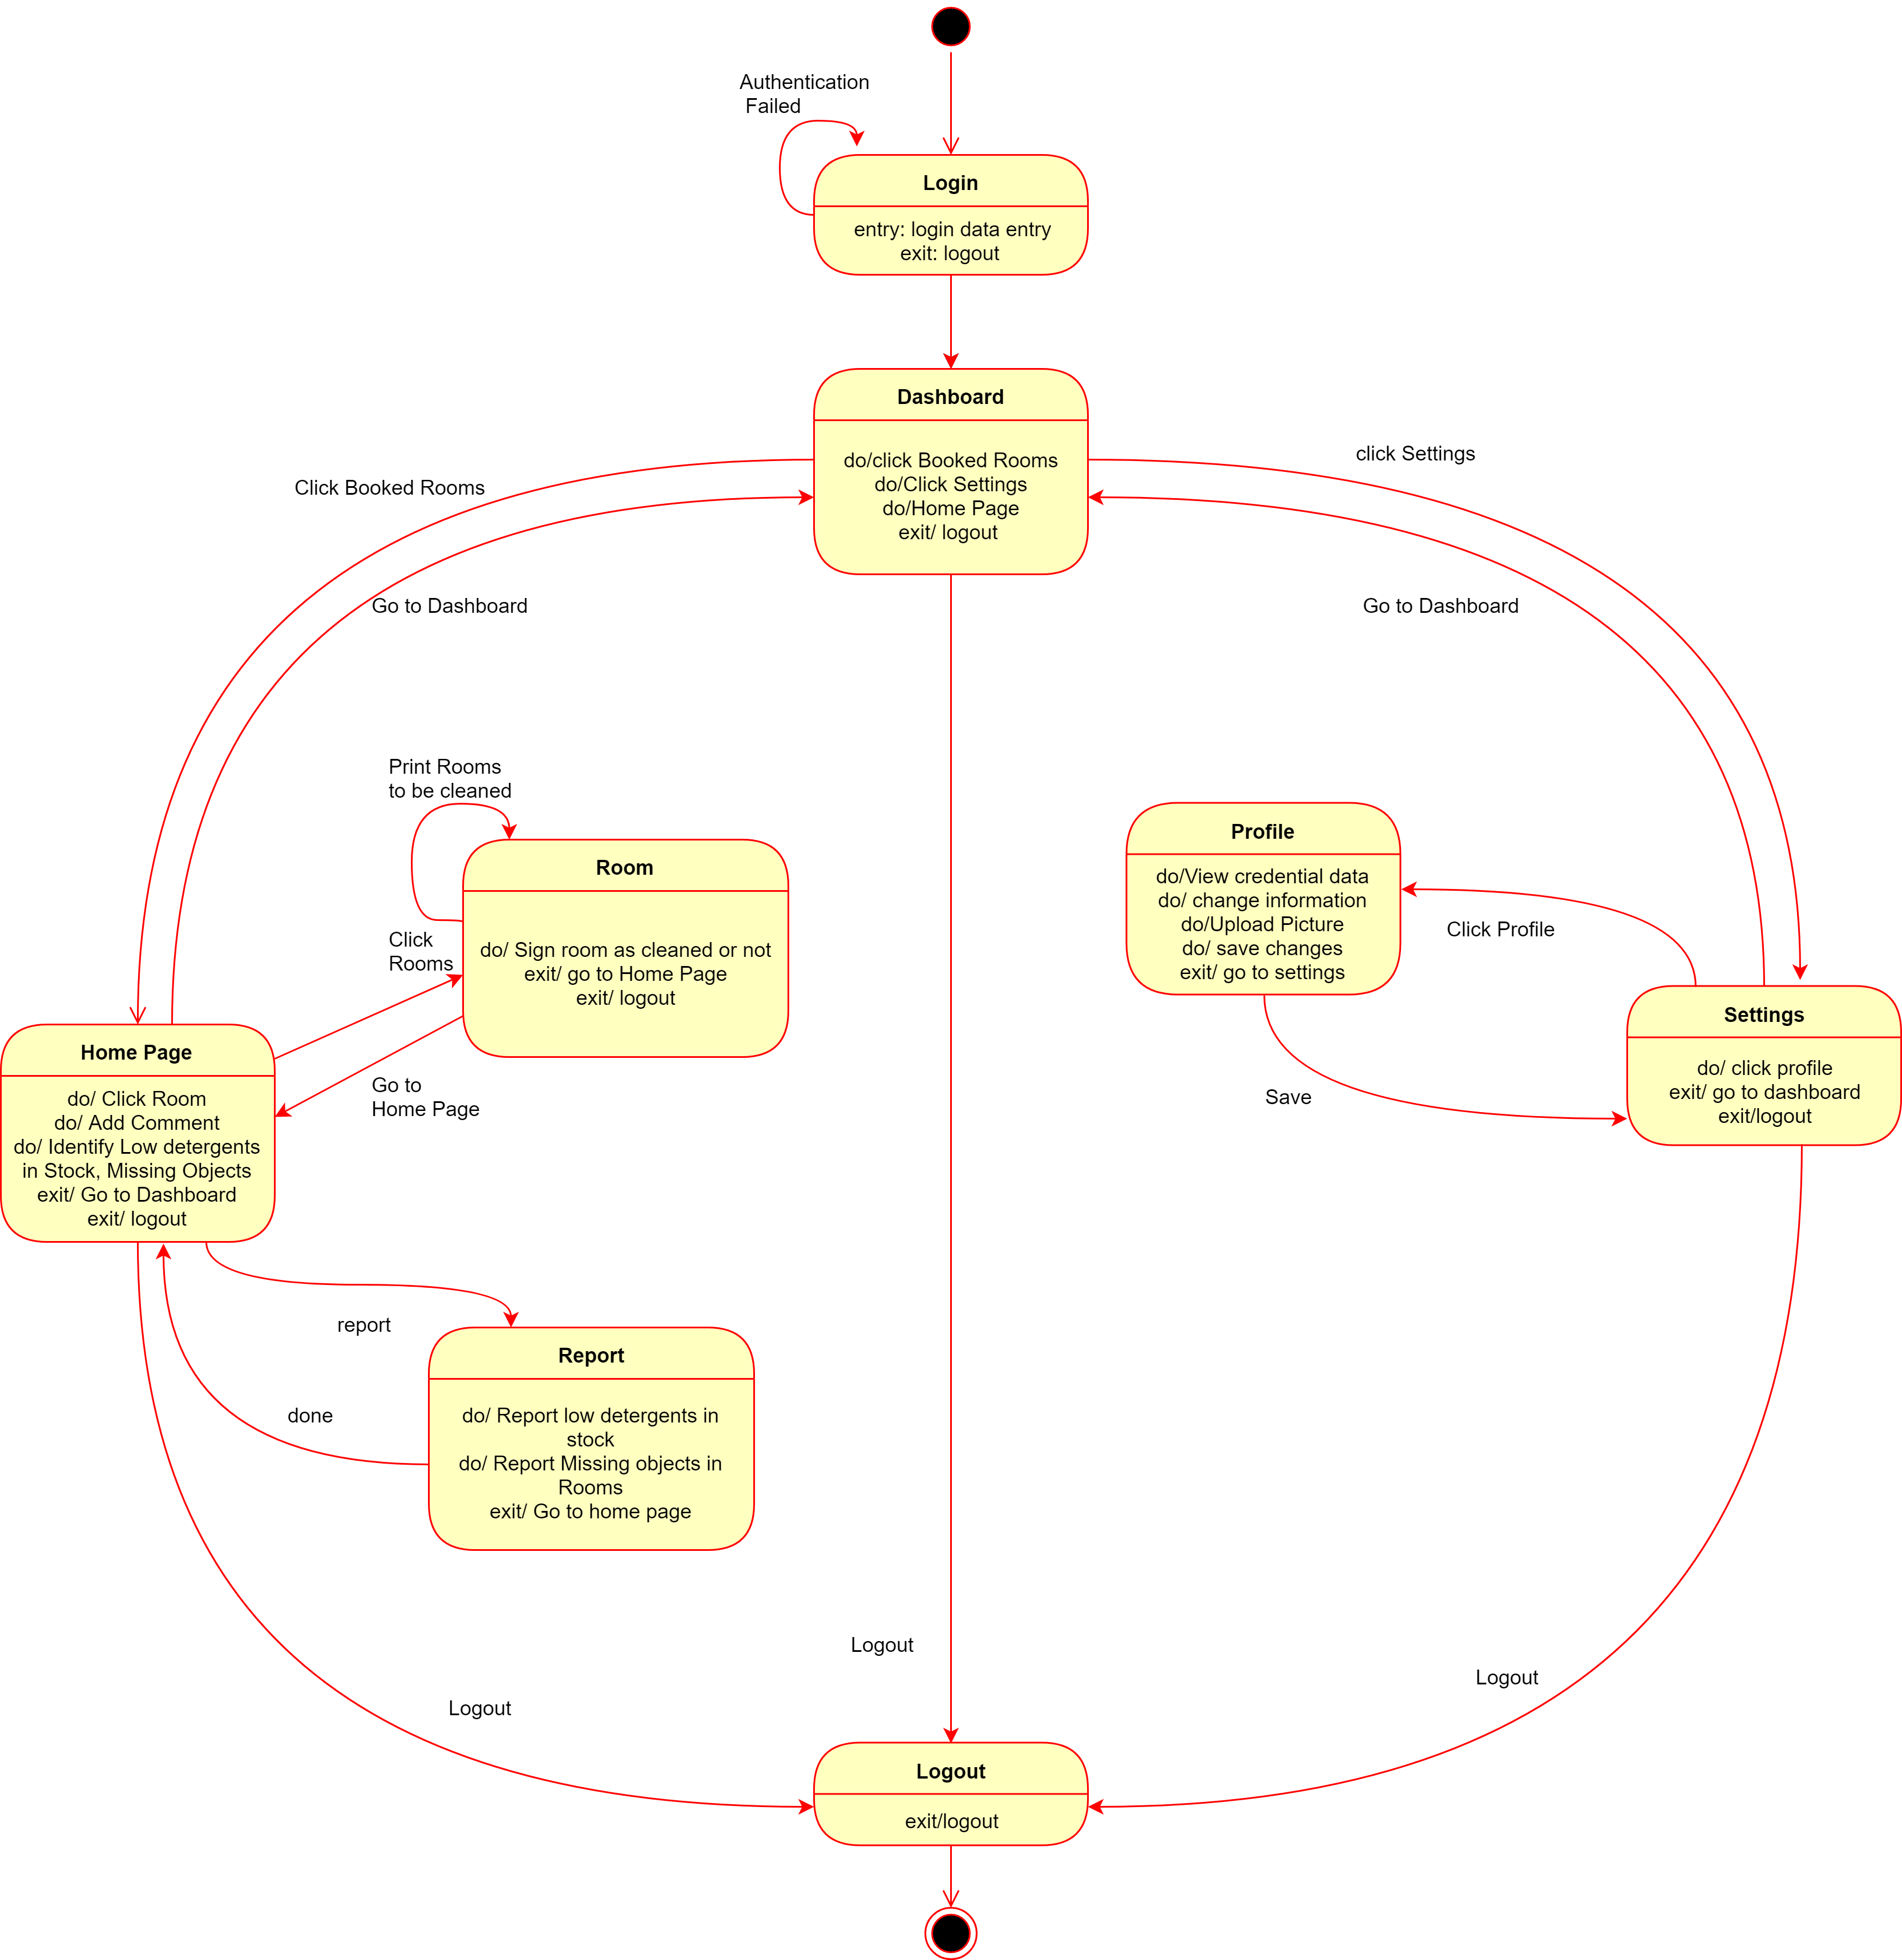 Authentication
Failed
Login
entry: login data entry
exit: logout
Dashboard
do/click Booked Rooms
do/Click Settings
do/Home Page
exit/ logout
click Settings
Click Booked Rooms
Go to Dashboard
Go to Dashboard
Print Rooms
to be cleaned
Room
do/ Sign room as cleaned or not
exit/ go to Home Page
exit/ logout
Profile
do/View credential data
do/ change information
do/Upload Picture
do/ save changes
exit/ go to settings
Click Profile
Click
Rooms
Settings
do/ click profile
exit/ go to dashboard
exit/logout
Save
Home Page
do/ Click Room
do/ Add Comment
do/ Identify Low detergents
in Stock, Missing Objects
exit/ Go to Dashboard
exit/ logout
Go to
Home Page
report
Report
do/ Report low detergents in
stock
do/ Report Missing objects in
Rooms
exit/ Go to home page
done
Logout
Logout
Logout
Logout
exit/logout